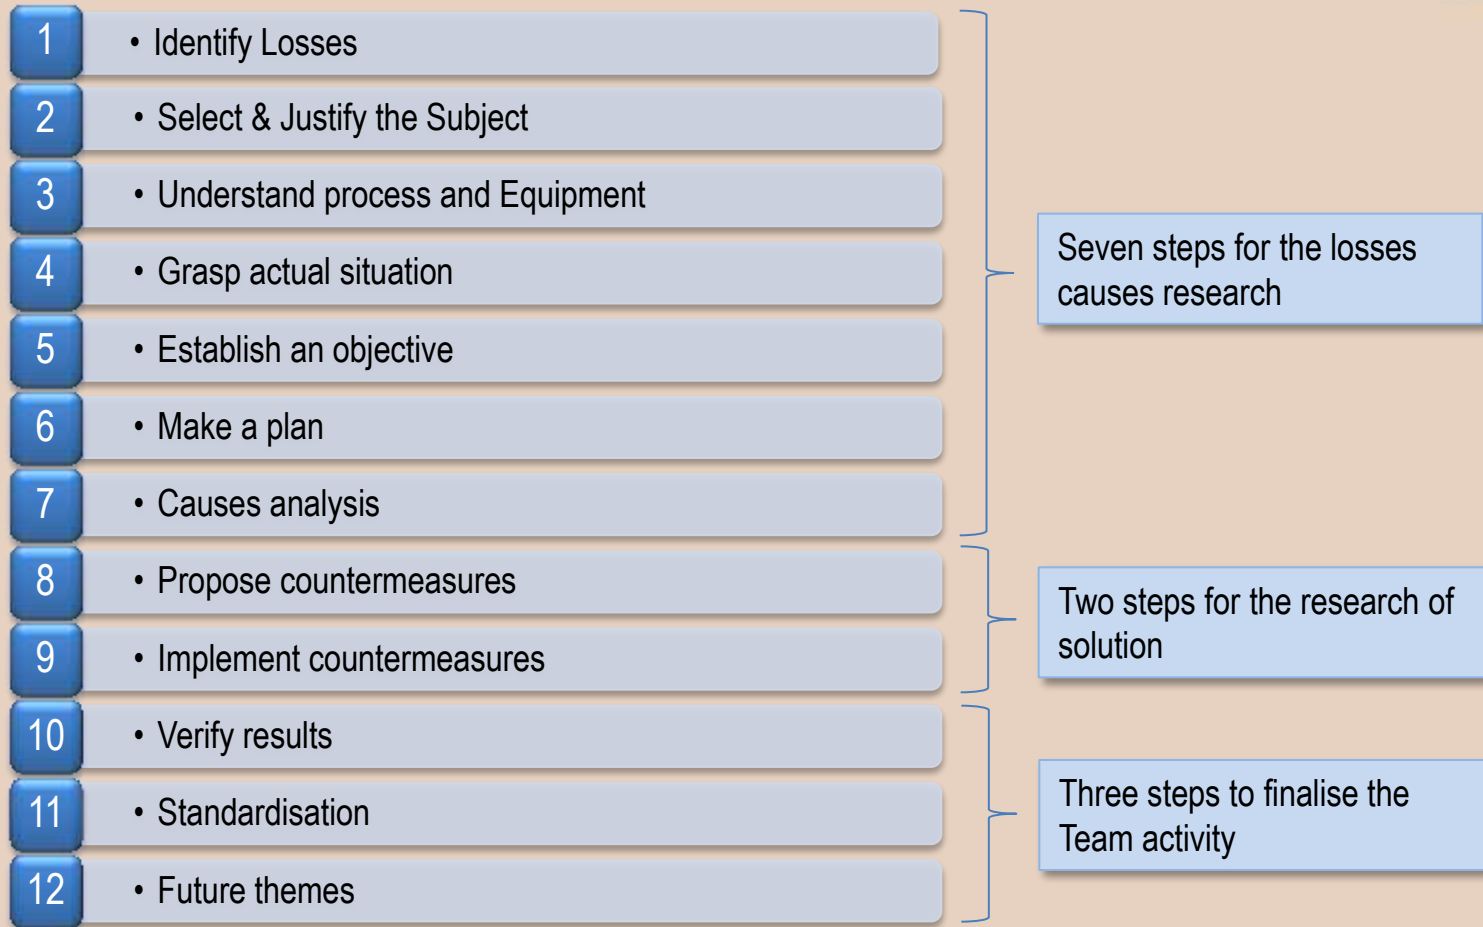 1 • Identify Losses
2 • Select & Justify the Subject
3 • Understand process and Equipment
4 • Grasp actual situation
5 • Establish an objective
6 • Make a plan
7 • Causes analysis
Seven steps for the losses
causes research
8 • Propose countermeasures
9 • Implement countermeasures
Two steps for the research of
solution
10 • Verify results
11 • Standardisation
12 • Future themes
Three steps to finalise the
Team activity